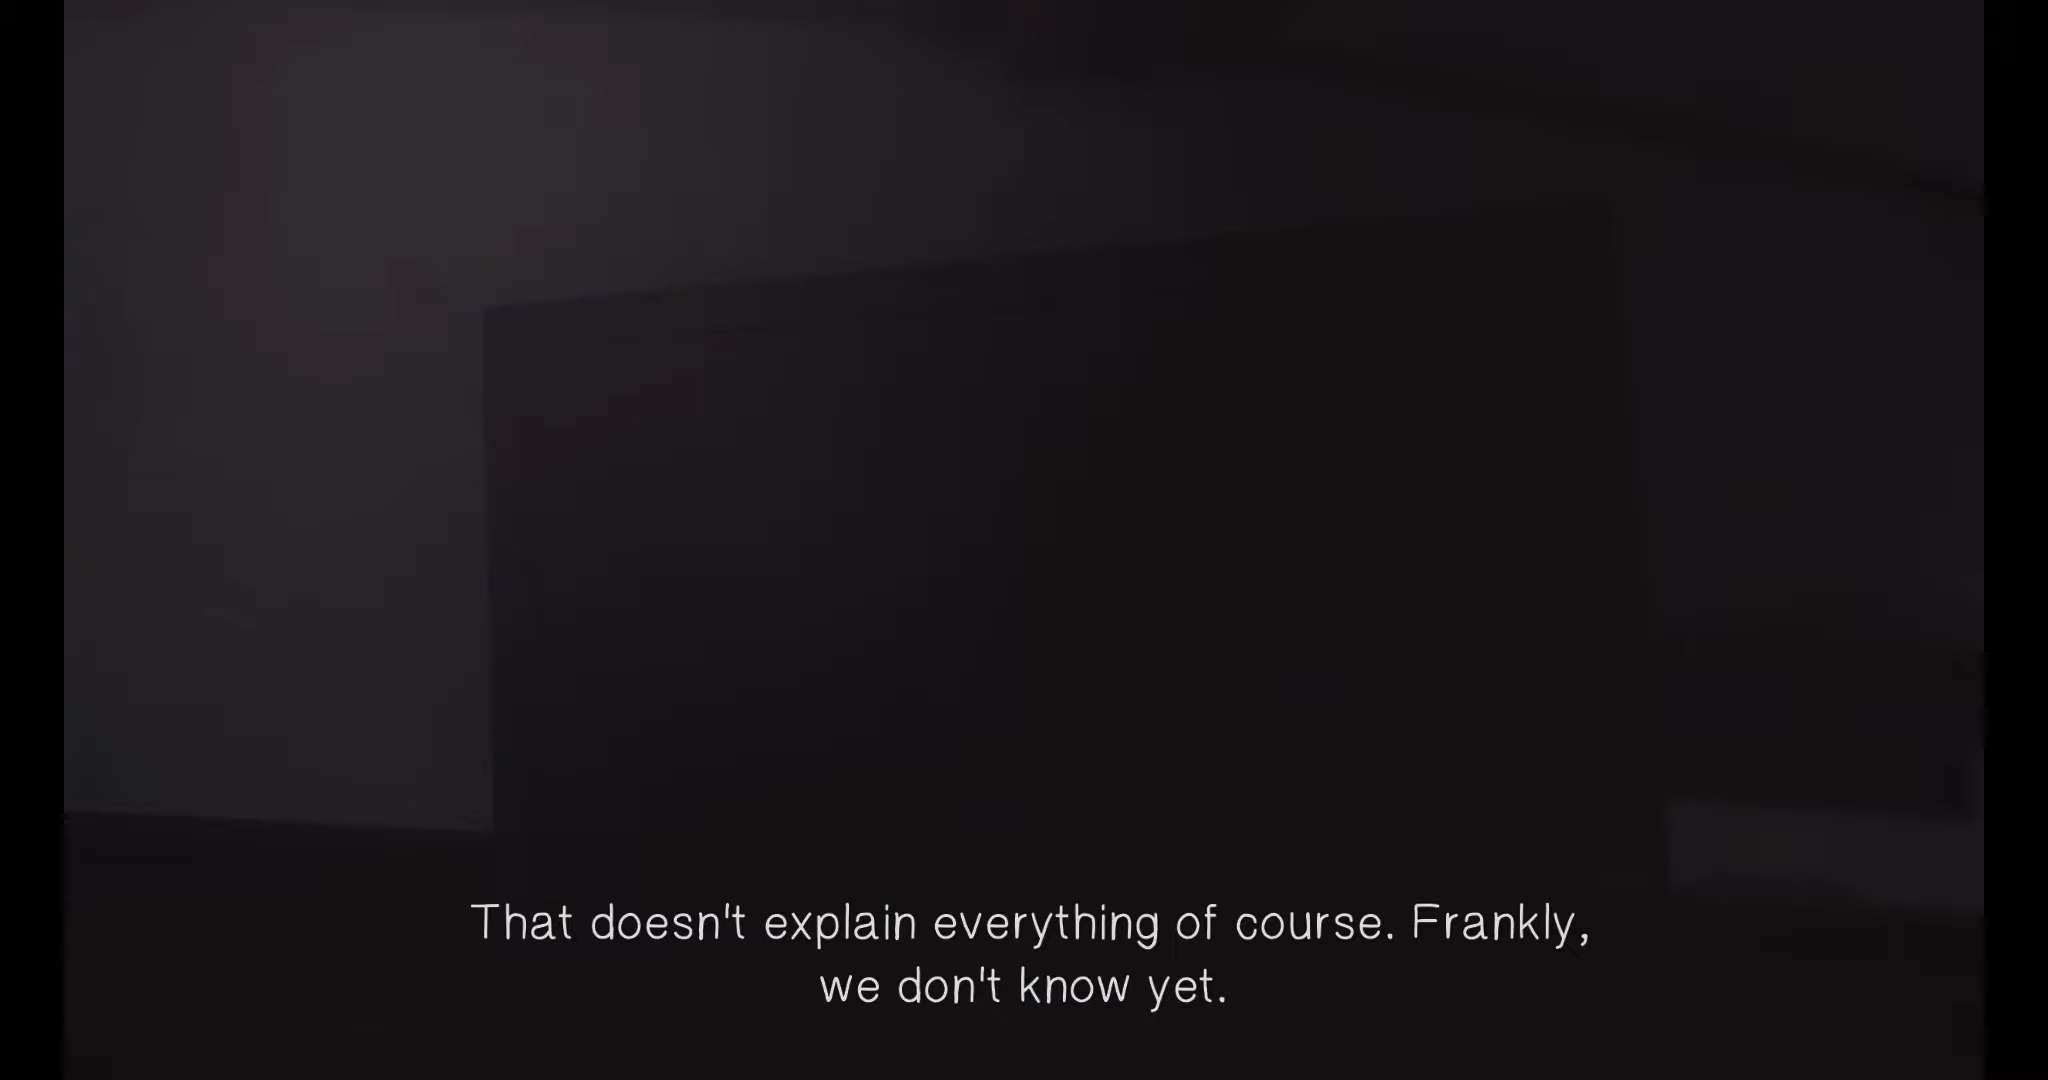 That doesn't explain everything of course. Frankly,
we don't know yet.